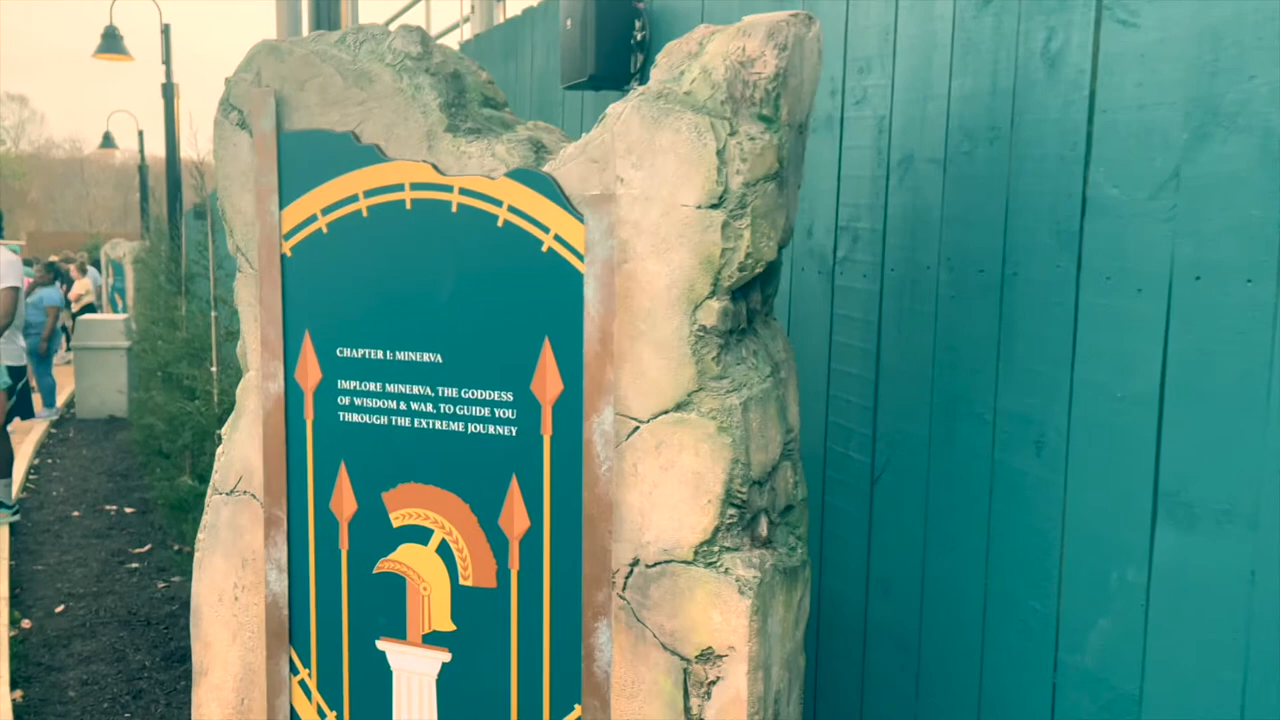 CHAPTER I: MINERVA
IMPLORE MINERVA, THE GODDESS
OF WISDOM & WAR, TO GUIDE YOU
THROUGH THE EXTREME JOURNEY